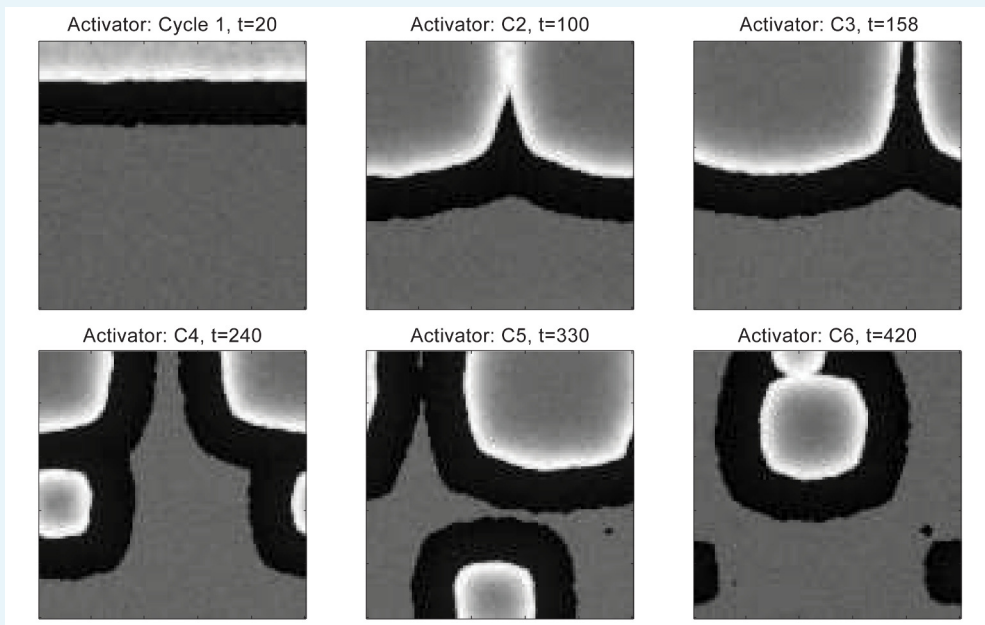 Activator: Cycle 1, t=20
Activator: C2, t=100
Activator: C3, t=158
Activator: C4, t=240
Activator: C5, t=330
Activator: C6, t=420